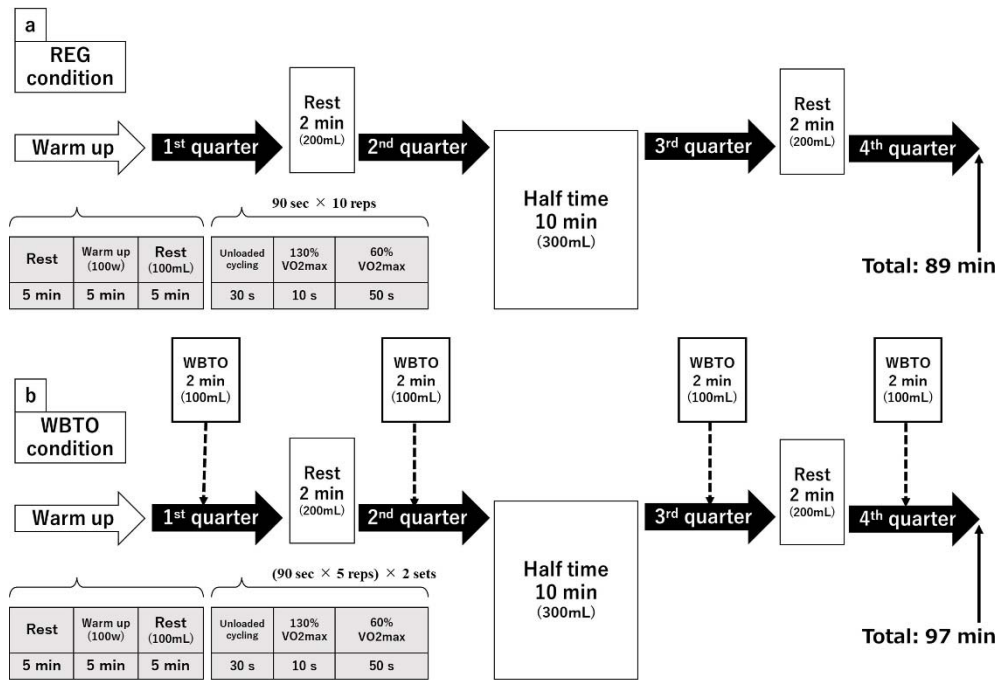 a
REG
condition
Warm up
1st quarter
Rest
2 min
(200mL)
2nd quarter
Half time
10 min
(300mL)
3rd quarter
Rest
2 min
(200mL)
4th quarter
Total: 89 min
90 sec × 10 reps
Rest
Warm up
(100w)
Rest
(100mL)
5 min
5 min
5 min
Unloaded
cycling
130%
VO2max
60%
VO2max
30 s
10 s
50 s
b
WBTO
condition
WBTO
2 min
(100mL)
WBTO
2 min
(100mL)
WBTO
2 min
(100mL)
WBTO
2 min
(100mL)
Warm up
1st quarter
Rest
2 min
(200mL)
2nd quarter
Half time
10 min
(300mL)
3rd quarter
Rest
2 min
(200mL)
4th quarter
Total: 97 min
(90 sec × 5 reps) × 2 sets
Rest
Warm up
(100w)
Rest
(100mL)
5 min
5 min
5 min
Unloaded
cycling
130%
VO2max
60%
VO2max
30 s
10 s
50 s